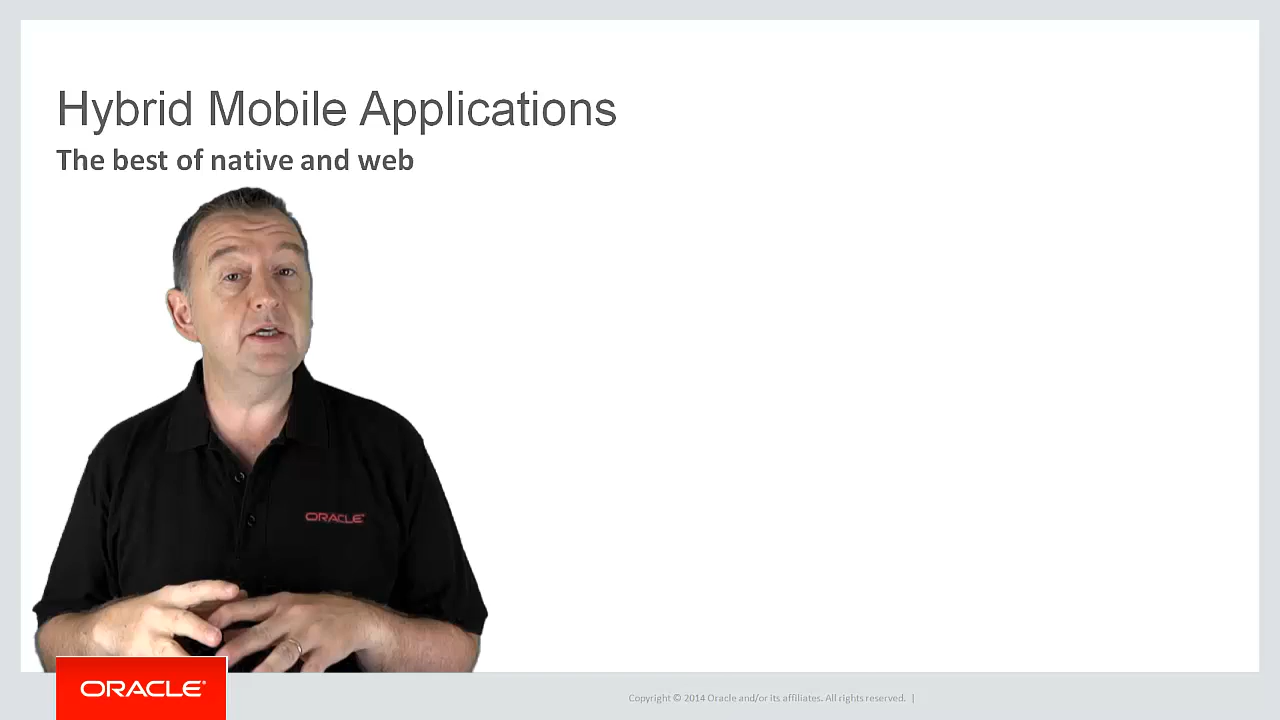 Hybrid Mobile Applications
The best of native and web
ORACLE
ORACLE®
Copyright © 2014 Oracle and/or its affiliates. All rights reserved. |